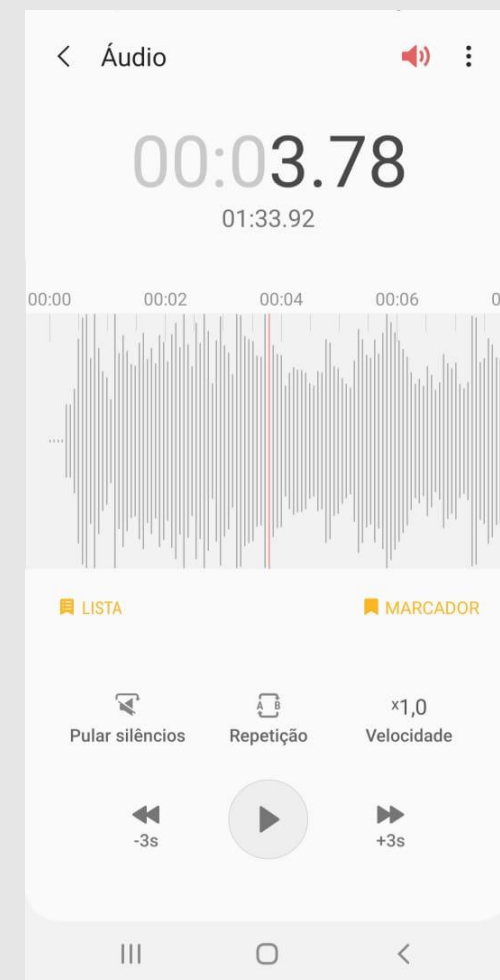 Áudio
00:03.78
01:33.92
00:00 00:02 00:04 00:06 0
LISTA MARCADOR
A B x1,0
Pular silêncios Repetição Velocidade
-3s +3s